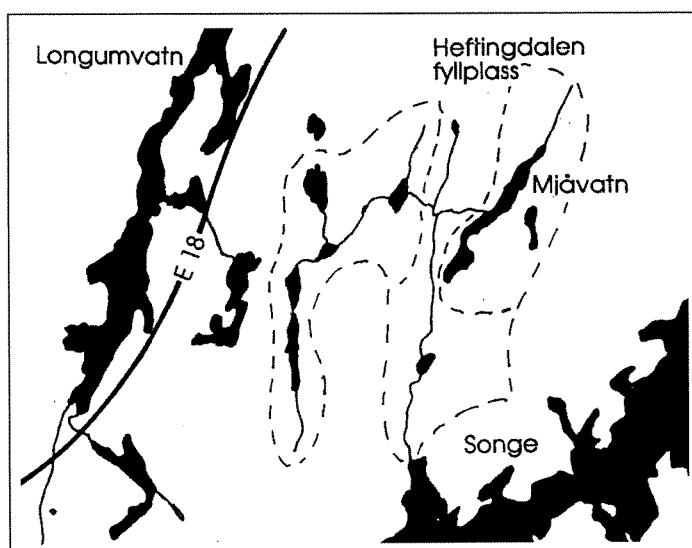 Longumvatn
Heftingdalen
fyllplass
Mjåvatn
E 18
Songe